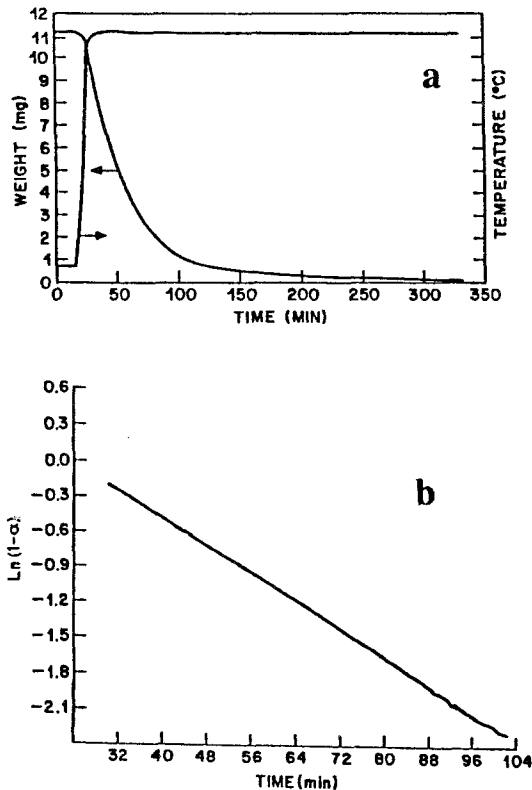 12
11
10
9
8
7
6
5
4
3
2
1
0
WEIGHT (mg)
a
TEMPERATURE (°C)
0 50 100 150 200 250 300 350
TIME (MIN)
0.6
0.3
0.0
-0.3
-0.6
-0.9
-1.2
-1.5
-1.8
-2.1
Ln (1-α)
b
32 40 48 56 64 72 80 88 96 104
TIME(min)